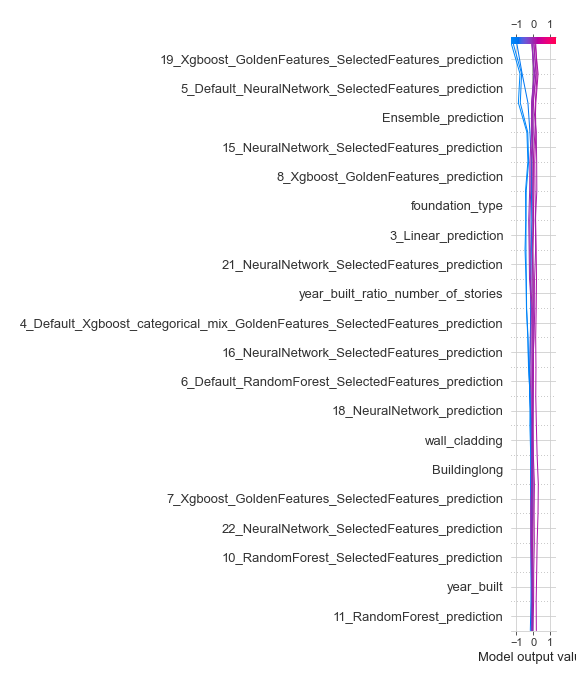 −1 0 1
19_Xgboost_GoldenFeatures_SelectedFeatures_prediction
5_Default_NeuralNetwork_SelectedFeatures_prediction
Ensemble_prediction
15_NeuralNetwork_SelectedFeatures_prediction
8_Xgboost_GoldenFeatures_prediction
foundation_type
3_Linear_prediction
21_NeuralNetwork_SelectedFeatures_prediction
year_built_ratio_number_of_stories
4_Default_Xgboost_categorical_mix_GoldenFeatures_SelectedFeatures_prediction
16_NeuralNetwork_SelectedFeatures_prediction
6_Default_RandomForest_SelectedFeatures_prediction
18_NeuralNetwork_prediction
wall_cladding
Buildinglong
7_Xgboost_GoldenFeatures_SelectedFeatures_prediction
22_NeuralNetwork_SelectedFeatures_prediction
10_RandomForest_SelectedFeatures_prediction
year_built
11_RandomForest_prediction
−1 0 1
Model output valu